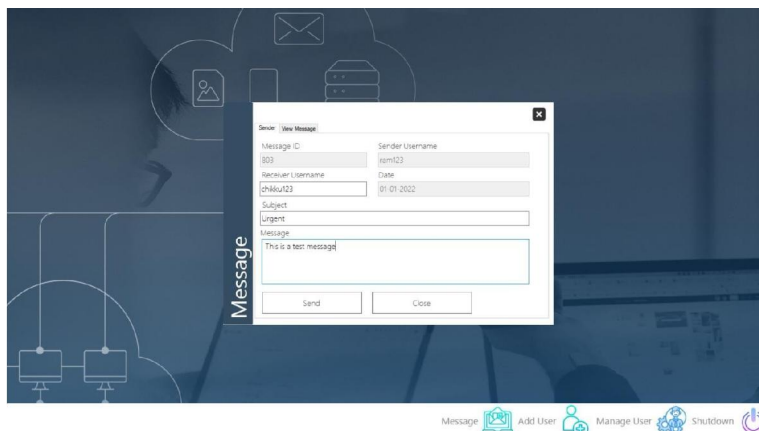 Sender View Message
Message ID Sender Username
803
Receiver Username Date
chikku123 01-01-2022
Subject
Urgent
Message
This is a test message
Send Close
Message
Message Add User Manage User Shutdown